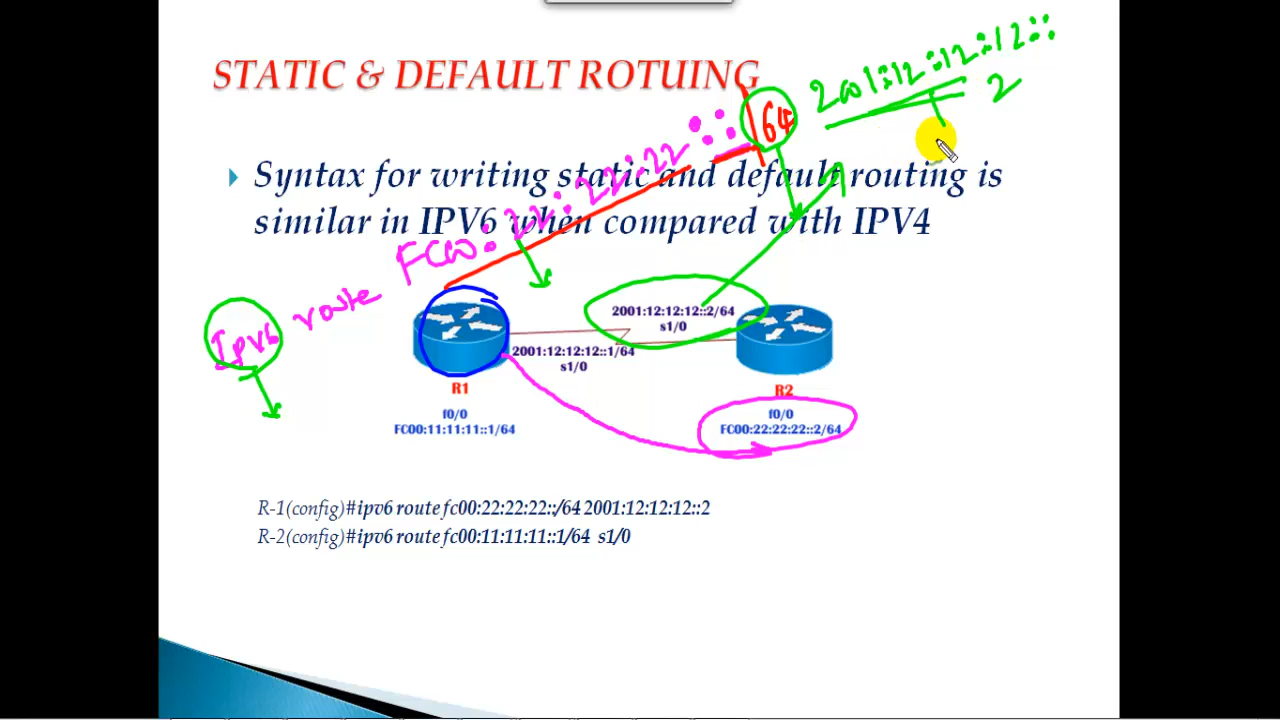 STATIC & DEFAULT ROTUING
2001:12:12:12::
2
64
Syntax for writing static and default routing is
similar in IPV6 when compared with IPV4
Ipv6 route FC00:22:22:22::
2001:12:12:12::2/64
s1/0
2001:12:12:12::1/64
s1/0
R1
R2
f0/0
FC00:11:11:11::1/64
f0/0
FC00:22:22:22::2/64
R-1(config)#ipv6 route fc00:22:22:22::/64 2001:12:12:12::2
R-2(config)#ipv6 route fc00:11:11:11::1/64 s1/0